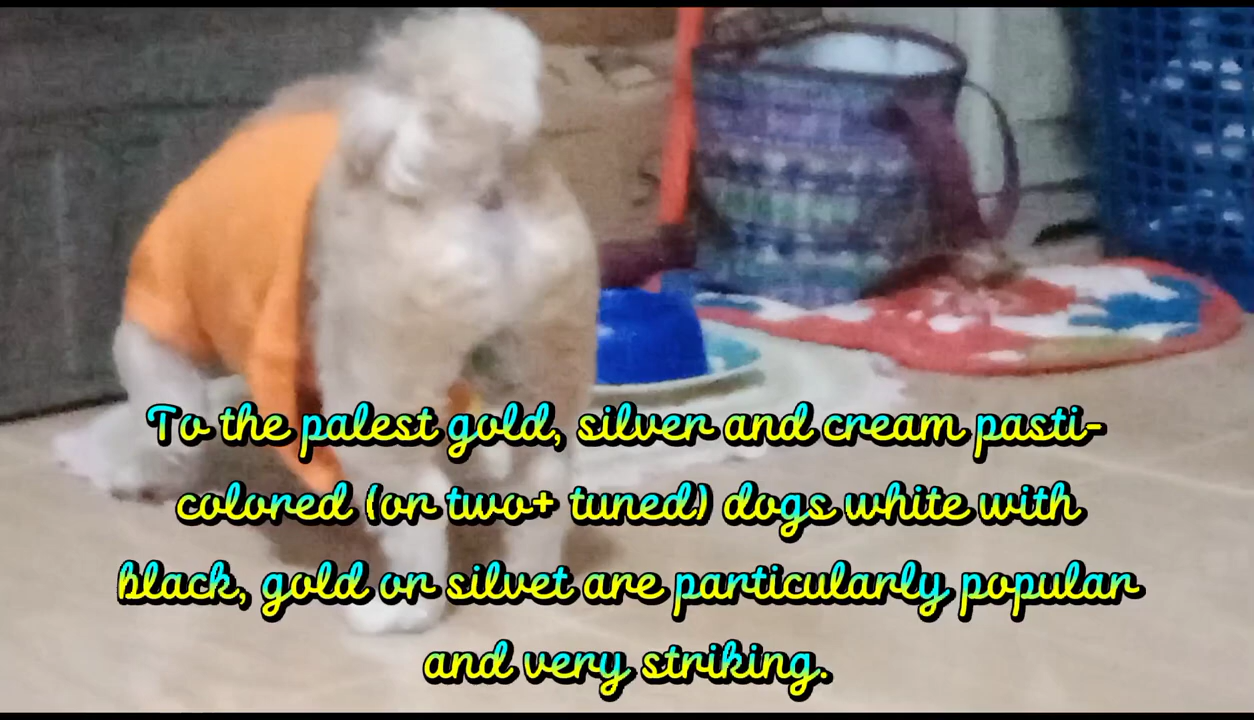 To the palest gold, silver and cream pasti-
colored (or two+ tuned) dogs white with
black, gold or silvet are particularly popular
and very striking.